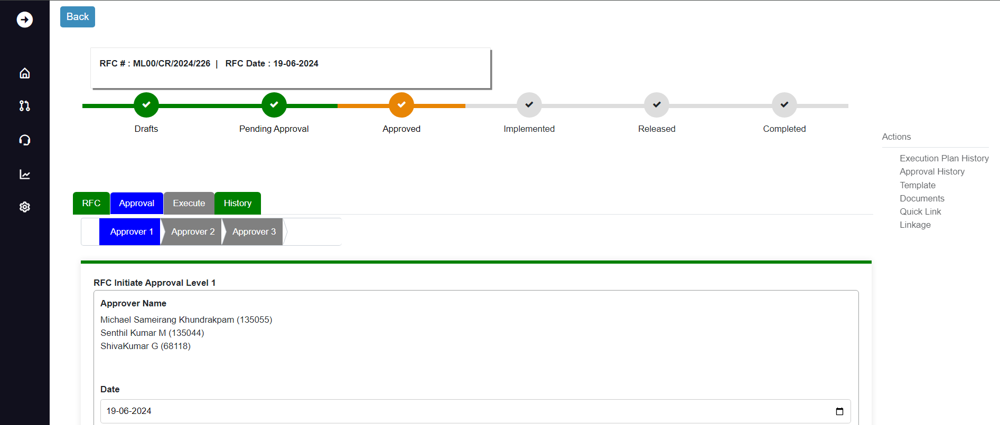 Back
RFC # : ML00/CR/2024/226 | RFC Date : 19-06-2024
Drafts Pending Approval Approved Implemented Released Completed
Actions
Execution Plan History
Approval History
Template
Documents
Quick Link
Linkage
RFC Approval Execute History
Approver 1 Approver 2 Approver 3
RFC Initiate Approval Level 1
Approver Name
Michael Sameirang Khundrakpam (135055)
Senthil Kumar M (135044)
ShivaKumar G (68118)
Date
19-06-2024